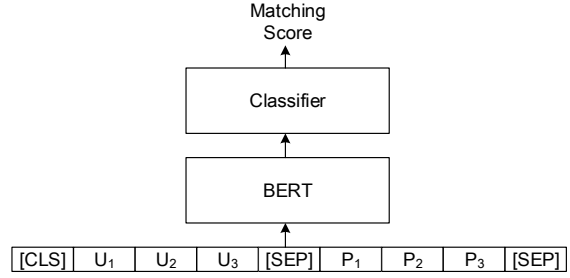 Matching
Score
Classifier
BERT
[CLS] U₁ U₂ U₃ [SEP] P₁ P₂ P₃ [SEP]